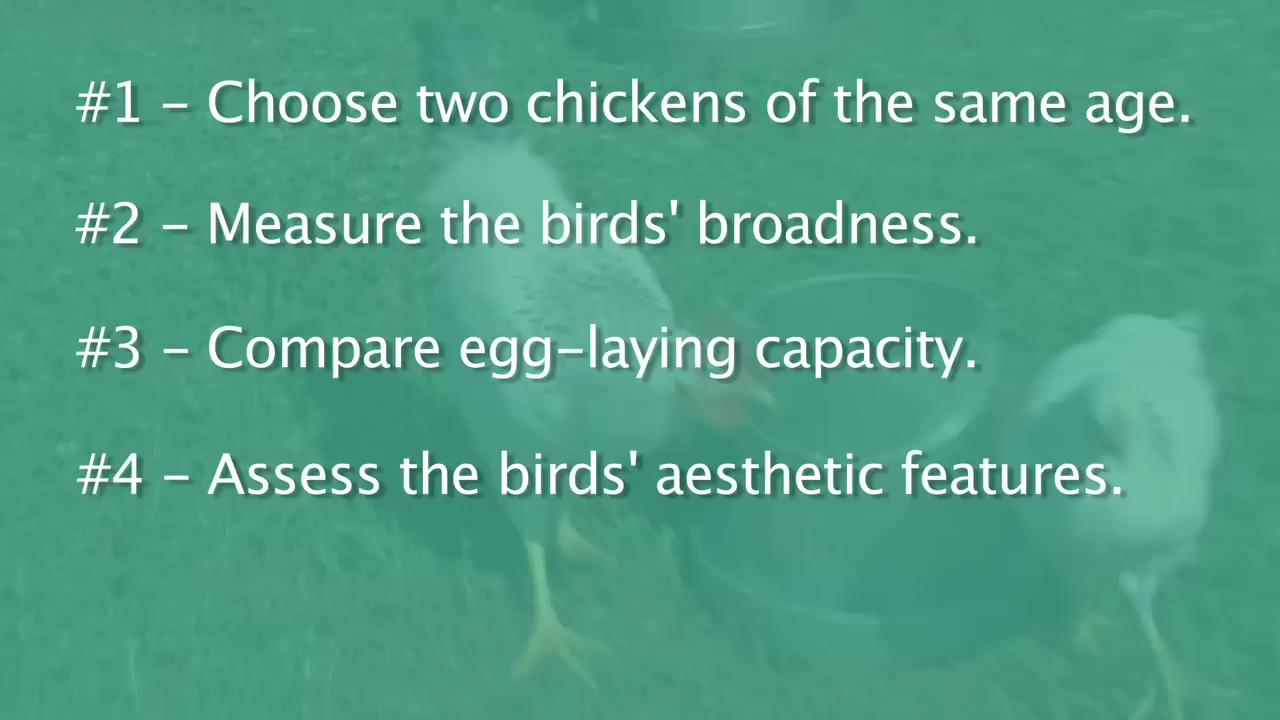 #1 – Choose two chickens of the same age.
#2 – Measure the birds' broadness.
#3 – Compare egg–laying capacity.
#4 – Assess the birds' aesthetic features.